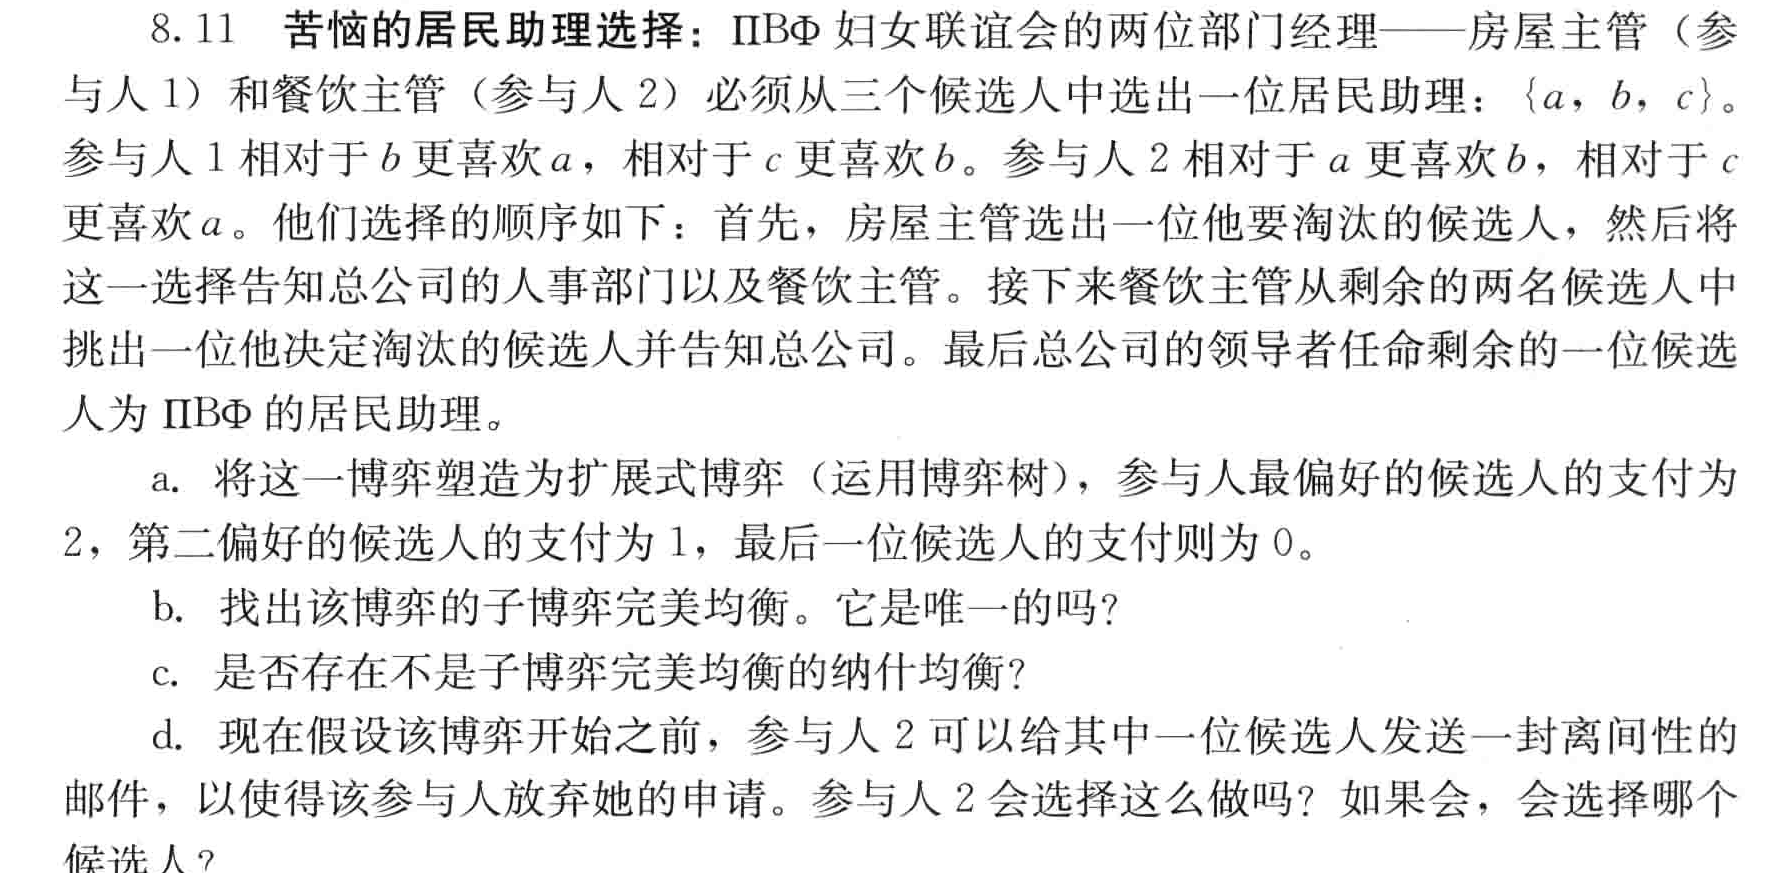 8.11 苦恼的居民助理选择：ΠΒΦ 妇女联谊会的两位部门经理——房屋主管（参
与人 1）和餐饮主管（参与人 2）必须从三个候选人中选出一位居民助理：{a，b，c}。
参与人 1 相对于 b 更喜欢 a，相对于 c 更喜欢 b。参与人 2 相对于 a 更喜欢 b，相对于 c
更喜欢 a。他们选择的顺序如下：首先，房屋主管选出一位他要淘汰的候选人，然后将
这一选择告知总公司的人事部门以及餐饮主管。接下来餐饮主管从剩余的两名候选人中
挑出一位他决定淘汰的候选人并告知总公司。最后总公司的领导者任命剩余的一位候选
人为 ΠΒΦ 的居民助理。
a. 将这一博弈塑造为扩展式博弈（运用博弈树），参与人最偏好的候选人的支付为
2，第二偏好的候选人的支付为 1，最后一位候选人的支付则为 0。
b. 找出该博弈的子博弈完美均衡。它是唯一的吗？
c. 是否存在不是子博弈完美均衡的纳什均衡？
d. 现在假设该博弈开始之前，参与人 2 可以给其中一位候选人发送一封离间性的
邮件，以使得该参与人放弃她的申请。参与人 2 会选择这么做吗？如果会，会选择哪个
候选人？